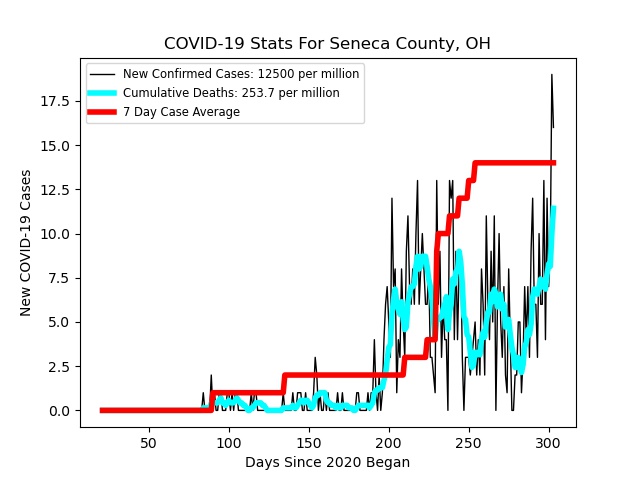 COVID-19 Stats For Seneca County, OH
New Confirmed Cases: 12500 per million
Cumulative Deaths: 253.7 per million
7 Day Case Average
17.5
15.0
12.5
10.0
7.5
5.0
2.5
0.0
New COVID-19 Cases
50 100 150 200 250 300
Days Since 2020 Began